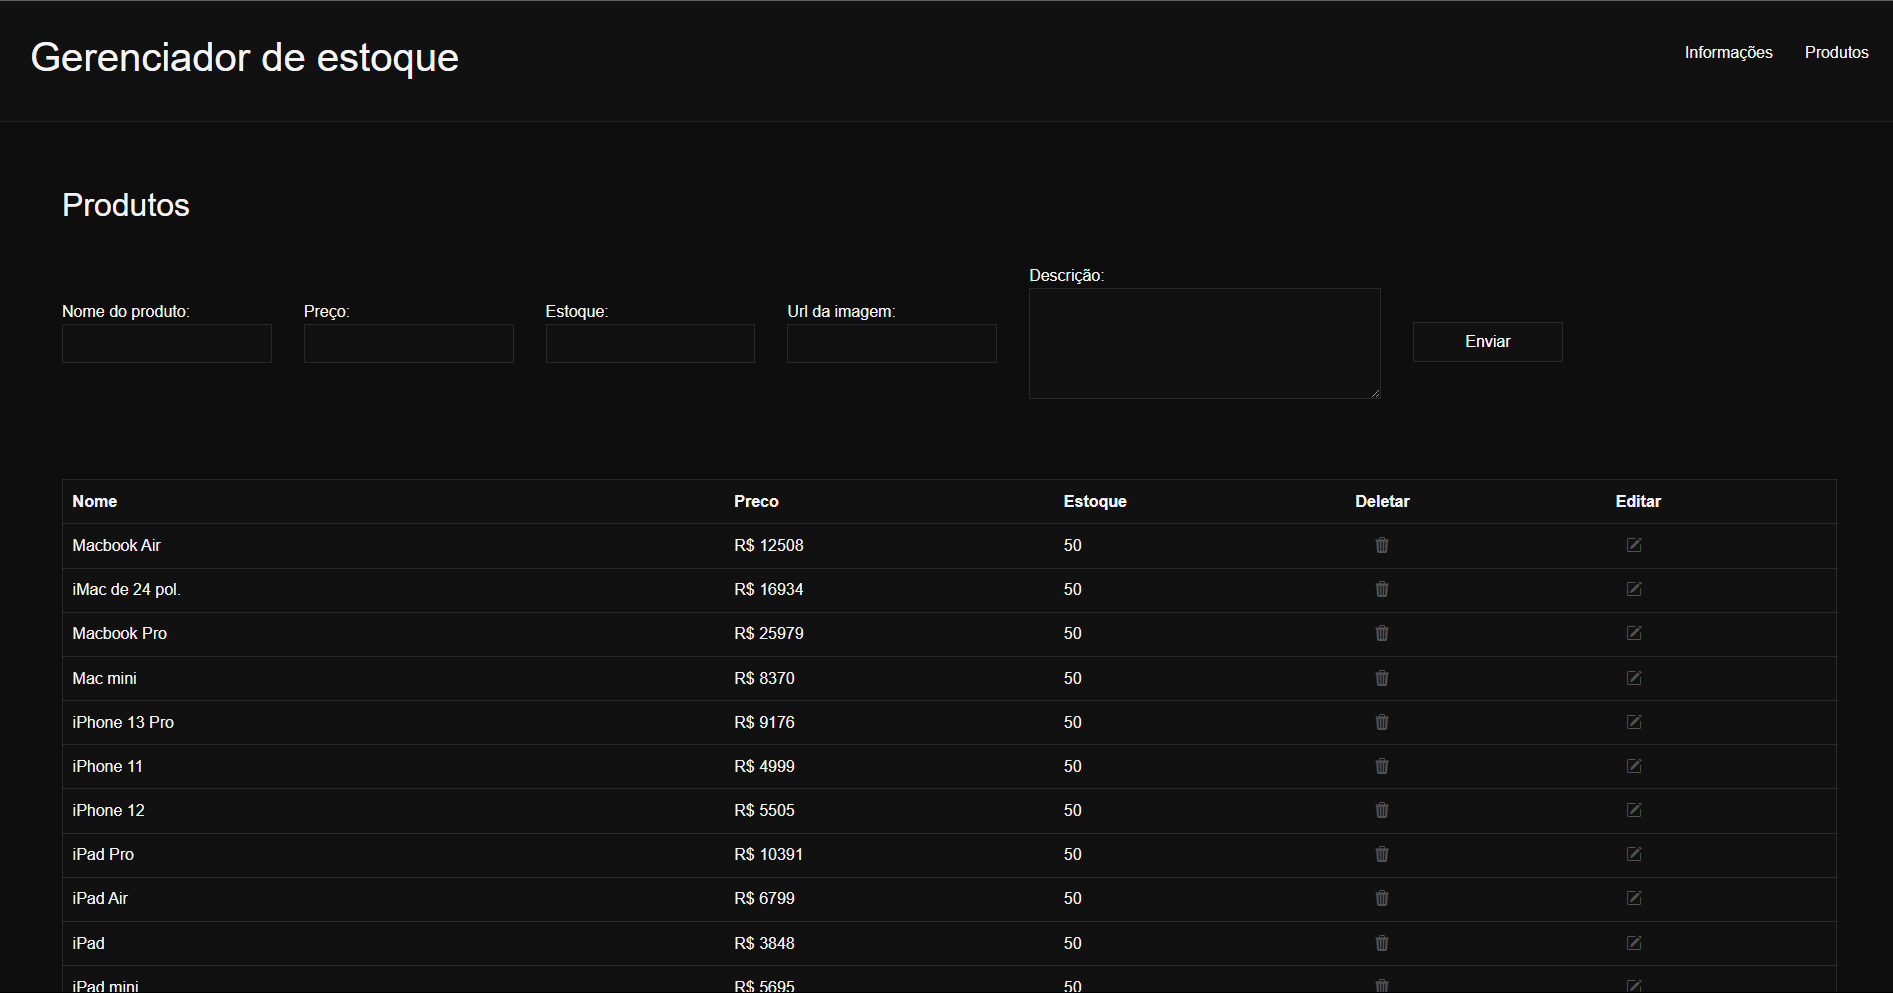 Gerenciador de estoque
Informações Produtos
Produtos
Nome do produto: Preço: Estoque: Url da imagem: Descrição:
Enviar
Nome Preco Estoque Deletar Editar
Macbook Air R$ 12508 50
iMac de 24 pol. R$ 16934 50
Macbook Pro R$ 25979 50
Mac mini R$ 8370 50
iPhone 13 Pro R$ 9176 50
iPhone 11 R$ 4999 50
iPhone 12 R$ 5505 50
iPad Pro R$ 10391 50
iPad Air R$ 6799 50
iPad R$ 3848 50
iPad mini R$ 5695 50